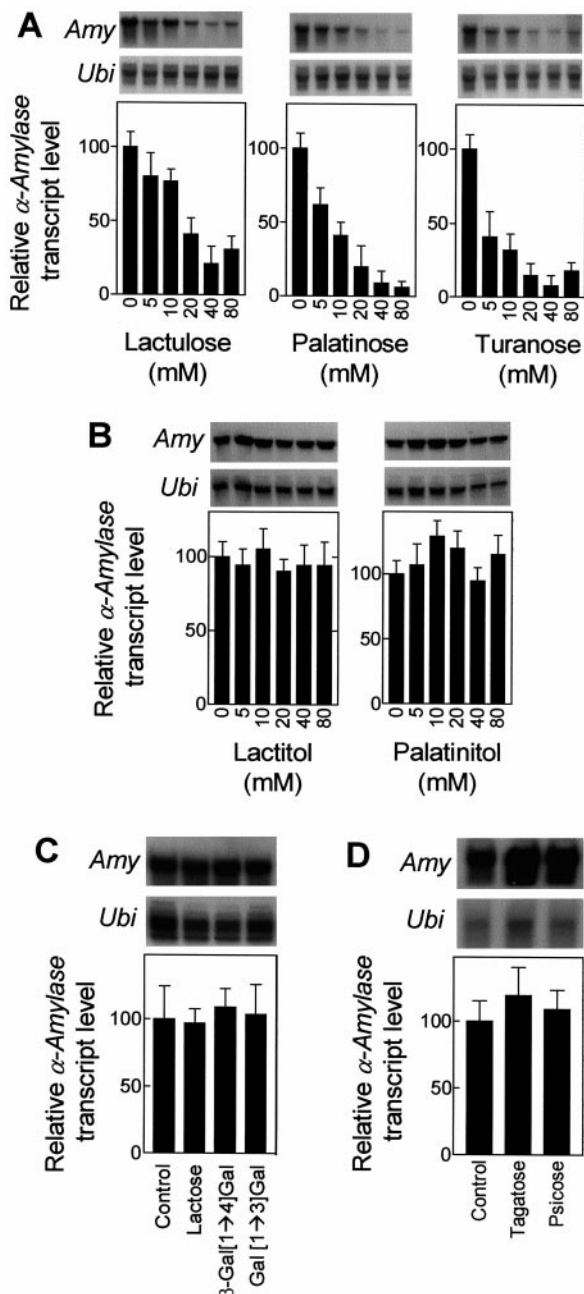 A
Amy
Ubi
Relative α-Amylase
transcript level
100
50
0
100
50
0
100
50
0
0 5 10 20 40 80
0 5 10 20 40 80
0 5 10 20 40 80
Lactulose
(mM)
Palatinose
(mM)
Turanose
(mM)
B
Amy
Ubi
Relative α-Amylase
transcript level
100
50
0
100
50
0
0 5 10 20 40 80
0 5 10 20 40 80
Lactitol
(mM)
Palatinitol
(mM)
C
Amy
Ubi
Relative α-Amylase
transcript level
100
50
0
Control
Lactose
β-Gal[1→4]Gal
Gal [1→3]Gal
D
Amy
Ubi
Relative α-Amylase
transcript level
100
50
0
Control
Tagatose
Psicose